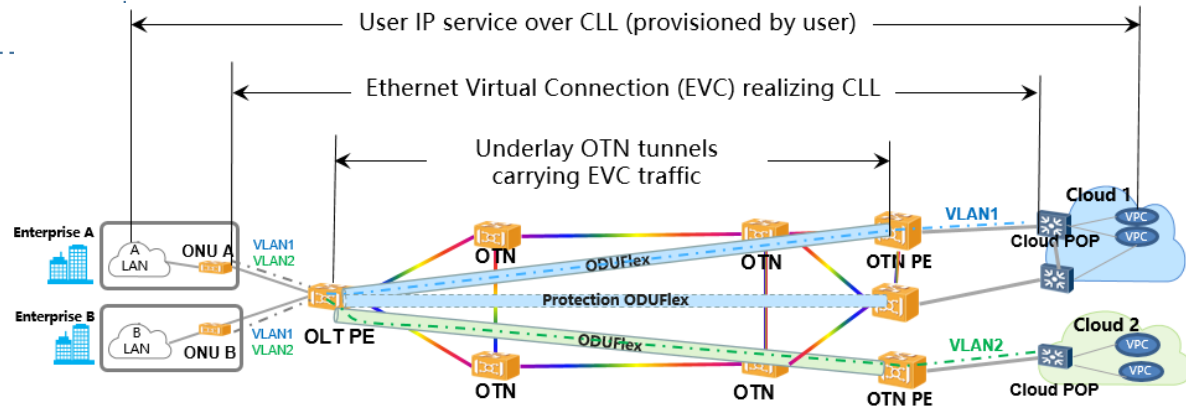 User IP service over CLL (provisioned by user)
Ethernet Virtual Connection (EVC) realizing CLL
Underlay OTN tunnels
carrying EVC traffic
Enterprise A
A
LAN
ONU A
VLAN1
VLAN2
Enterprise B
B
LAN
ONU B
VLAN1
VLAN2
OLT PE
OTN
OTN
ODUFlex
Protection ODUFlex
ODUFlex
OTN
OTN
OTN PE
OTN PE
VLAN1
VLAN2
Cloud 1
VPC
VPC
Cloud POP
Cloud 2
VPC
VPC
Cloud POP